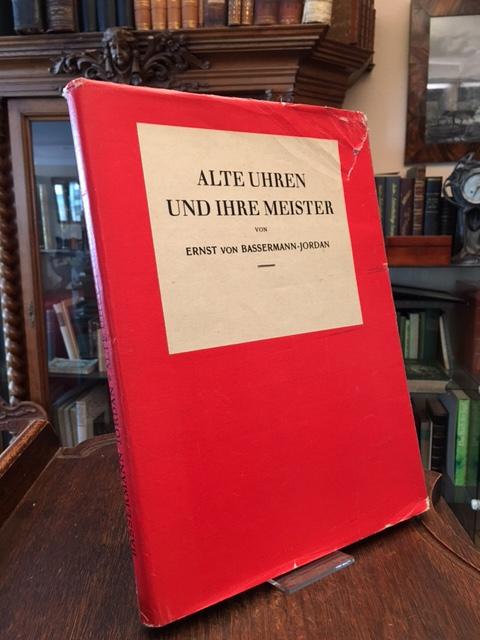 ALTE UHREN
UND IHRE MEISTER
VON
ERNST VON BASSERMANN-JORDAN